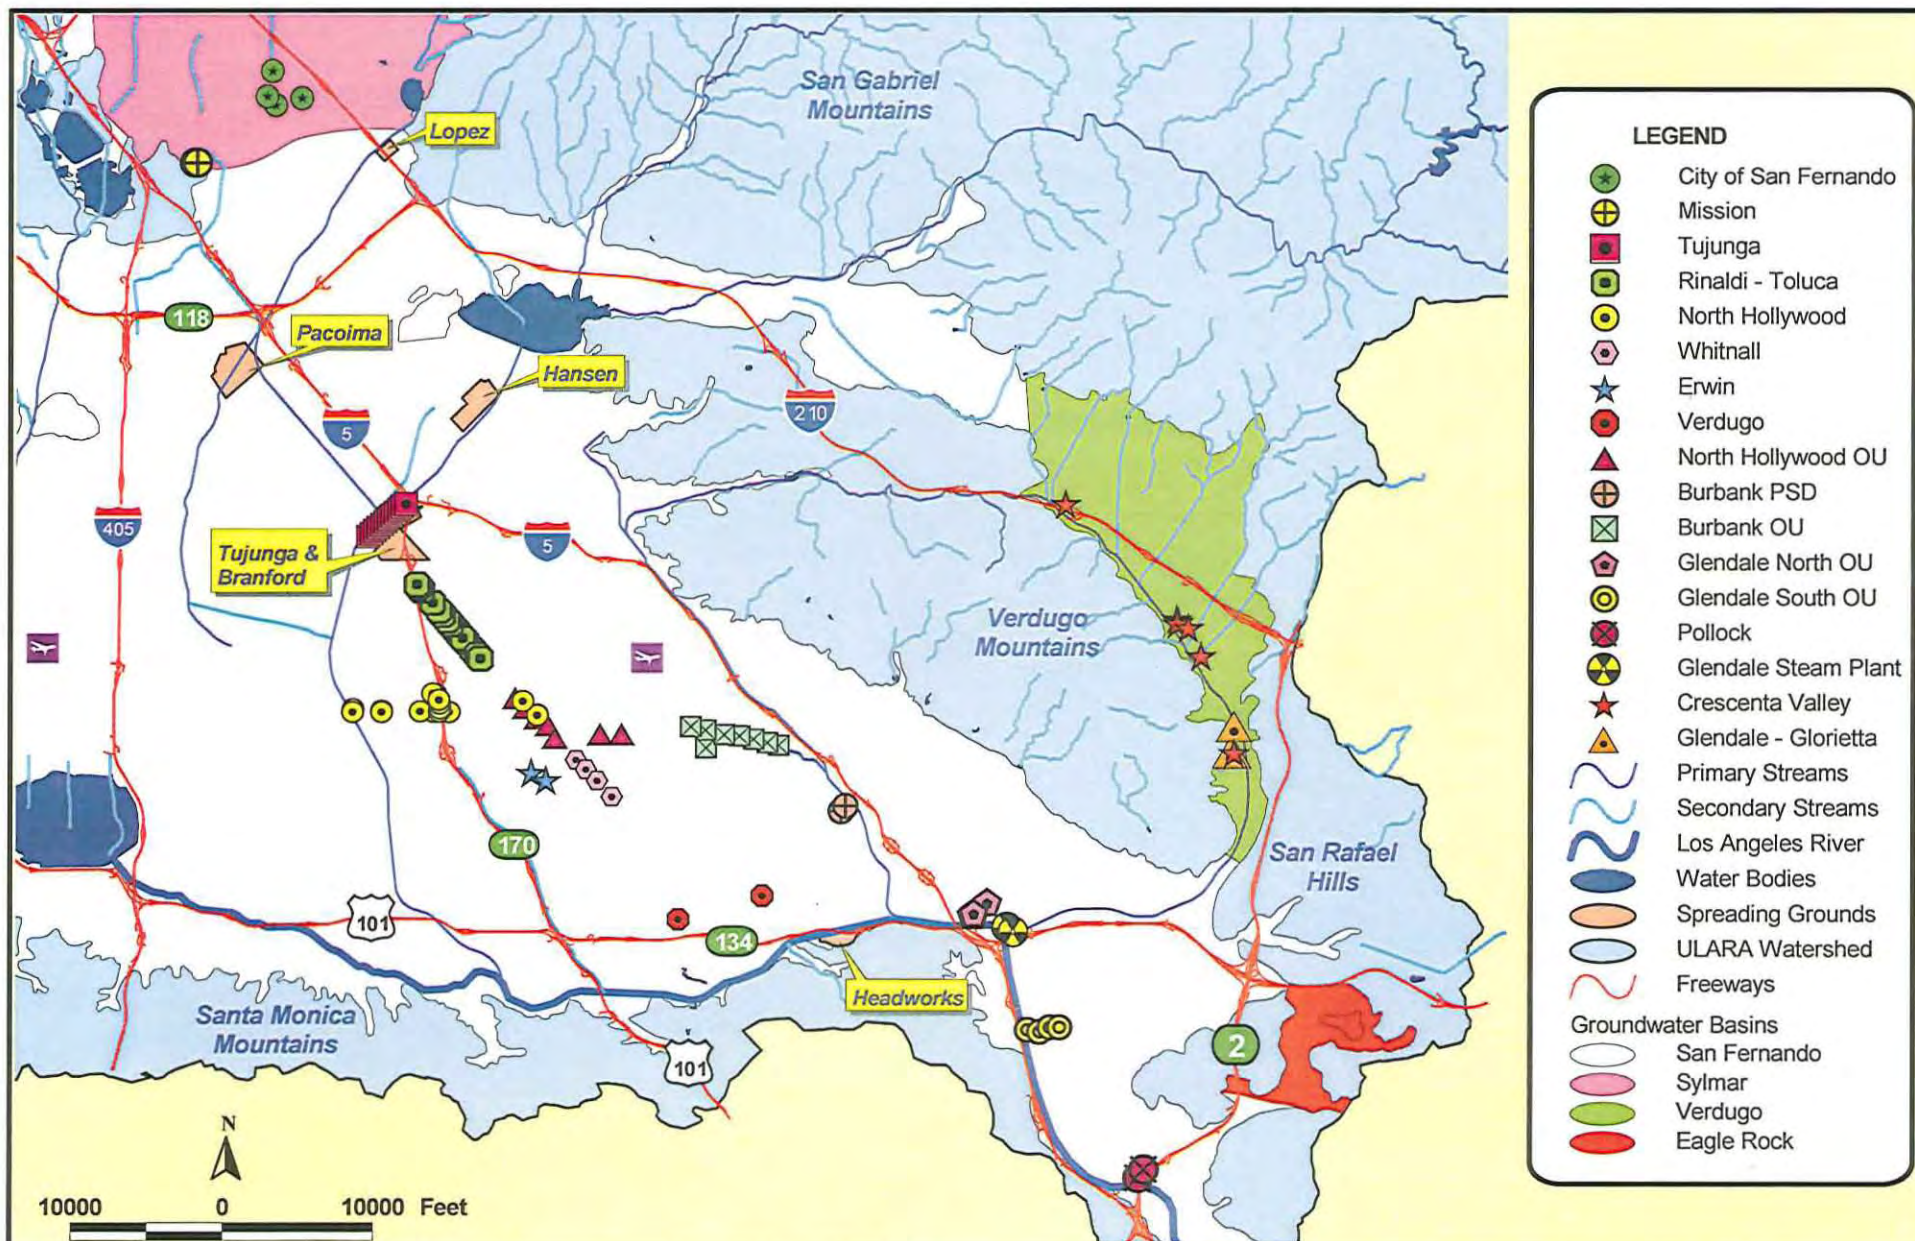 San Gabriel
Mountains
Lopez
118
Pacoima
Hansen
5
210
405
5
Tujunga &
Branford
Verdugo
Mountains
170
San Rafael
Hills
101
134
Headworks
Santa Monica
Mountains
2
101
N
10000 0 10000 Feet
LEGEND
City of San Fernando
Mission
Tujunga
Rinaldi - Toluca
North Hollywood
Whitnall
Erwin
Verdugo
North Hollywood OU
Burbank PSD
Burbank OU
Glendale North OU
Glendale South OU
Pollock
Glendale Steam Plant
Crescenta Valley
Glendale - Glorietta
Primary Streams
Secondary Streams
Los Angeles River
Water Bodies
Spreading Grounds
ULARA Watershed
Freeways
Groundwater Basins
San Fernando
Sylmar
Verdugo
Eagle Rock